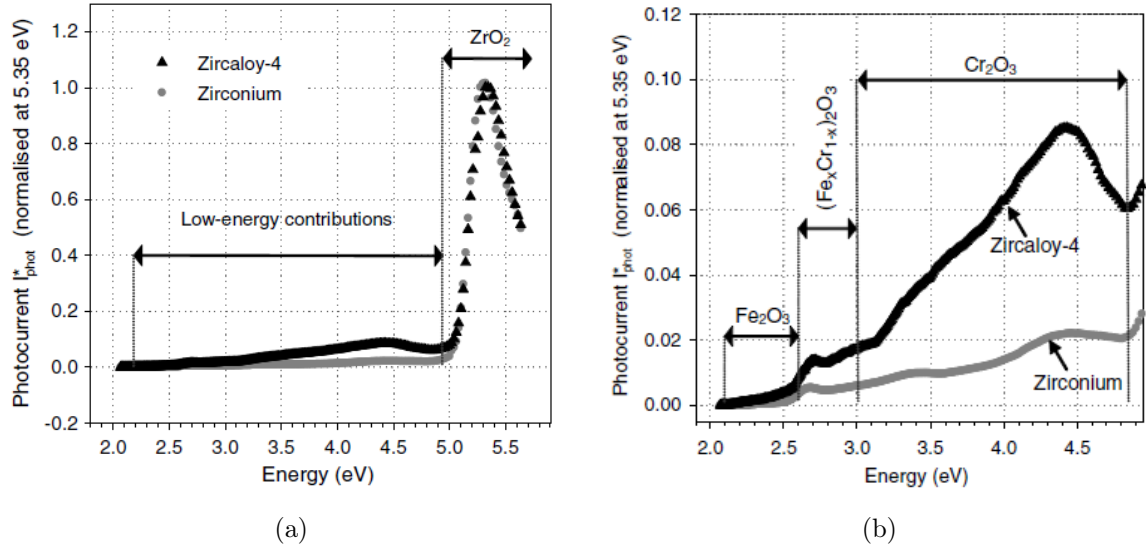 Photocurrent I*phot (normalised at 5.35 eV)
1.2
1.0
0.8
0.6
0.4
0.2
0.0
-0.2
ZrO₂
Zircaloy-4
Zirconium
Low-energy contributions
2.0 2.5 3.0 3.5 4.0 4.5 5.0 5.5
Energy (eV)
(a)
Photocurrent I*phot (normalised at 5.35 eV)
0.12
0.10
0.08
0.06
0.04
0.02
0.00
Cr₂O₃
(FeₓCr₁₋ₓ)₂O₃
Zircaloy-4
Fe₂O₃
Zirconium
2.0 2.5 3.0 3.5 4.0 4.5
Energy (eV)
(b)